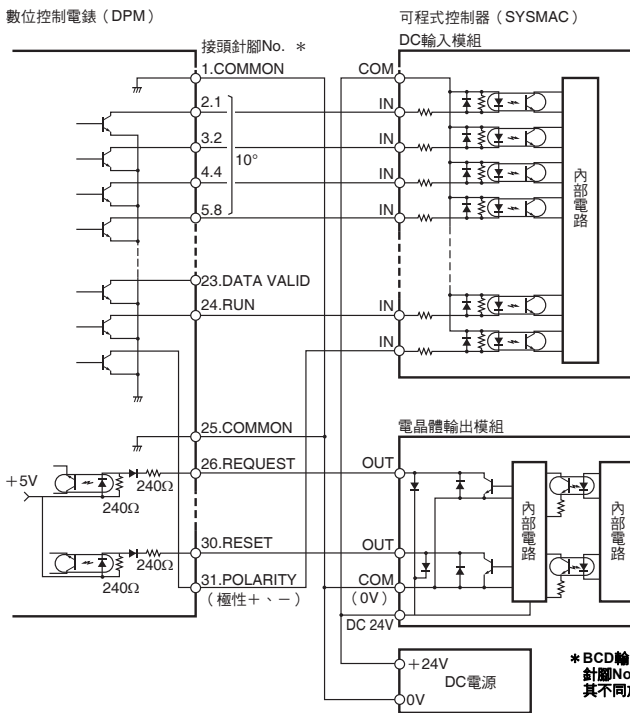 數位控制電錶（DPM）
可程式控制器（SYSMAC）
接頭針腳No. *
DC輸入模組
1.COMMON
COM
2.1
IN
3.2
IN
10°
4.4
IN
5.8
IN
內部電路
23.DATA VALID
24.RUN
IN
IN
25.COMMON
電晶體輸出模組
26.REQUEST
OUT
+5V
240Ω
240Ω
內部電路
內部電路
30.RESET
OUT
240Ω
240Ω
31.POLARITY
（極性+、-）
COM
（0V）
DC 24V
+24V
DC電源
0V
*BCD輸
針腳No
其不同